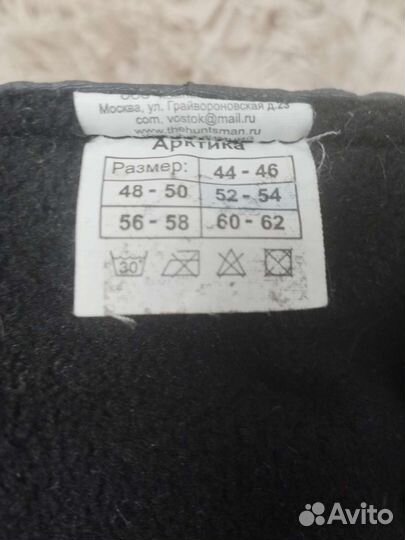 Москва, ул. Грайвороновская д.23
com. vostok@mail.ru
www.thehuntsman.ru
Арктика
Размер: 44 - 46
48 - 50 52 - 54
56 - 58 60 - 62
30
Avito